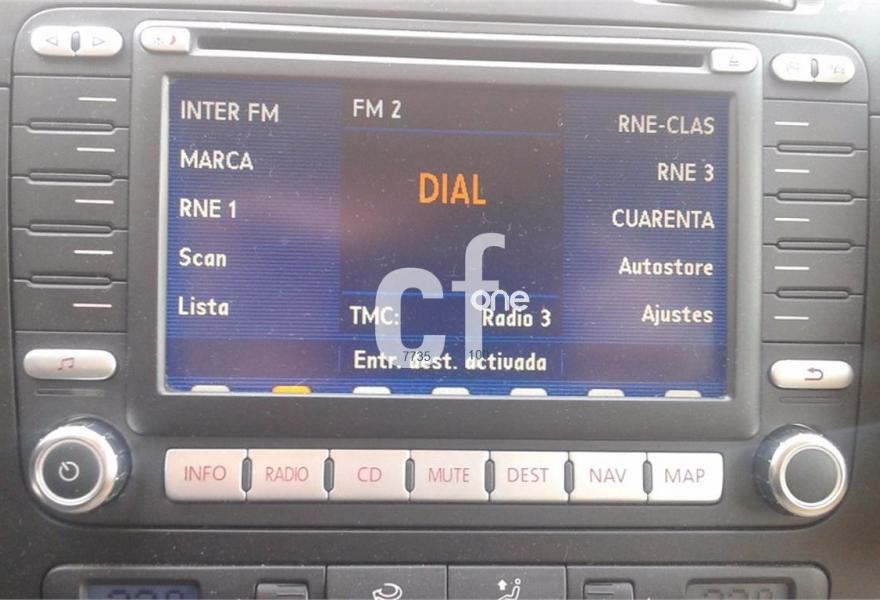 INTER FM
FM 2
RNE-CLAS
MARCA
RNE 3
DIAL
RNE 1
CUARENTA
Scan
Autostore
cf one
Lista
TMC:
Radio 3
Ajustes
7735
Entr. dest. activada
INFO
RADIO
CD
MUTE
DEST
NAV
MAP